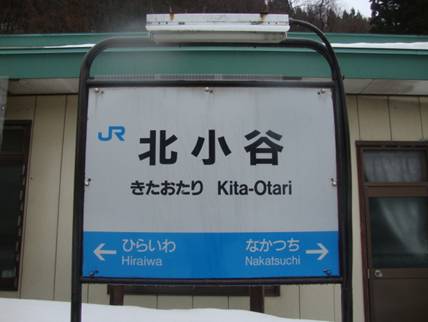 JR 北小谷
きたおたり Kita-Otari
← ひらいわ なかつち →
Hiraiwa Nakatsuchi